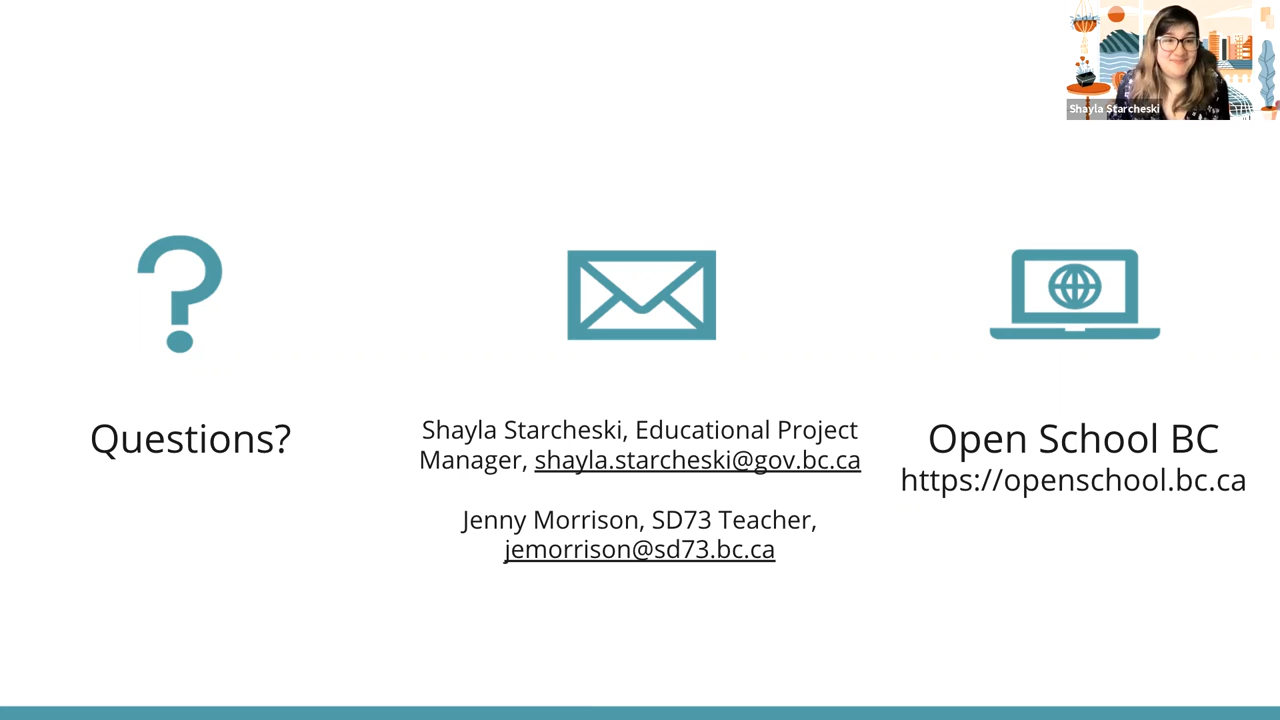 Shayla Starcheski
Questions?
Shayla Starcheski, Educational Project
Manager, shayla.starcheski@gov.bc.ca
Jenny Morrison, SD73 Teacher,
jemorrison@sd73.bc.ca
Open School BC
https://openschool.bc.ca